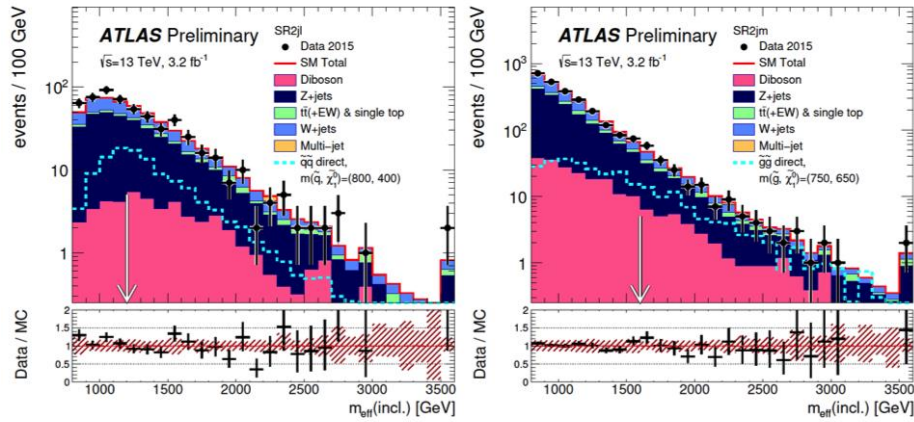 events / 100 GeV
ATLAS Preliminary
√s=13 TeV, 3.2 fb⁻¹
SR2jl
Data 2015
SM Total
Diboson
Z+jets
tt̄(+EW) & single top
W+jets
Multi-jet
q̃q̃ direct,
m(q̃, χ̃₁⁰)=(800, 400)
10²
10
1
Data / MC
2
1.5
1
0.5
0
1000 1500 2000 2500 3000 3500
m_eff(incl.) [GeV]
events / 100 GeV
ATLAS Preliminary
√s=13 TeV, 3.2 fb⁻¹
SR2jm
Data 2015
SM Total
Diboson
Z+jets
tt̄(+EW) & single top
W+jets
Multi-jet
g̃g̃ direct,
m(g̃, χ̃₁⁰)=(750, 650)
10³
10²
10
1
Data / MC
2
1.5
1
0.5
0
1000 1500 2000 2500 3000 3500
m_eff(incl.) [GeV]